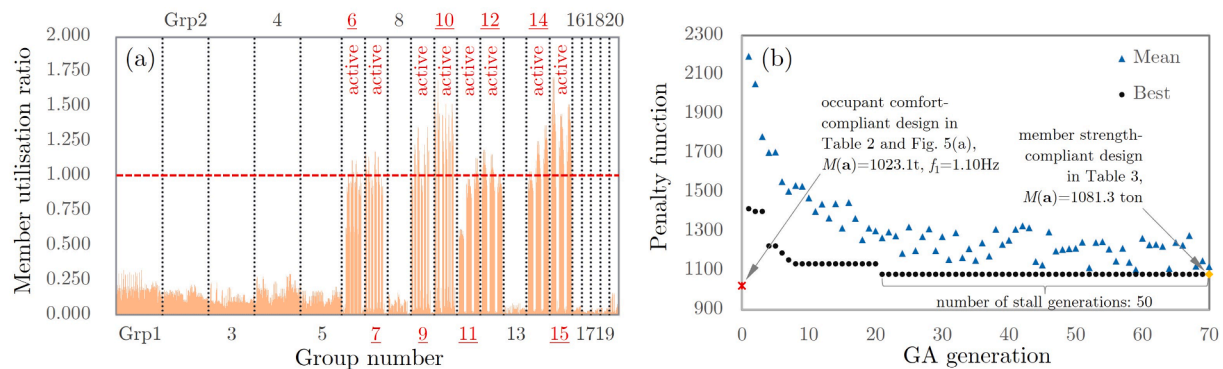 Grp2 4 6 8 10 12 14 16 18 20
2.000
1.750
1.500
1.250
1.000
0.750
0.500
0.250
0.000
Member utilisation ratio
(a)
active
active
active
active
active
active
active
active
Grp1 3 5 7 9 11 13 15 17 19
Group number
2300
2100
1900
1700
1500
1300
1100
900
Penalty function
(b)
Mean
Best
occupant comfort-
compliant design in
Table 2 and Fig. 5(a),
M(a)=1023.1t, f₁=1.10Hz
member strength-
compliant design
in Table 3,
M(a)=1081.3 ton
number of stall generations: 50
0 10 20 30 40 50 60 70
GA generation